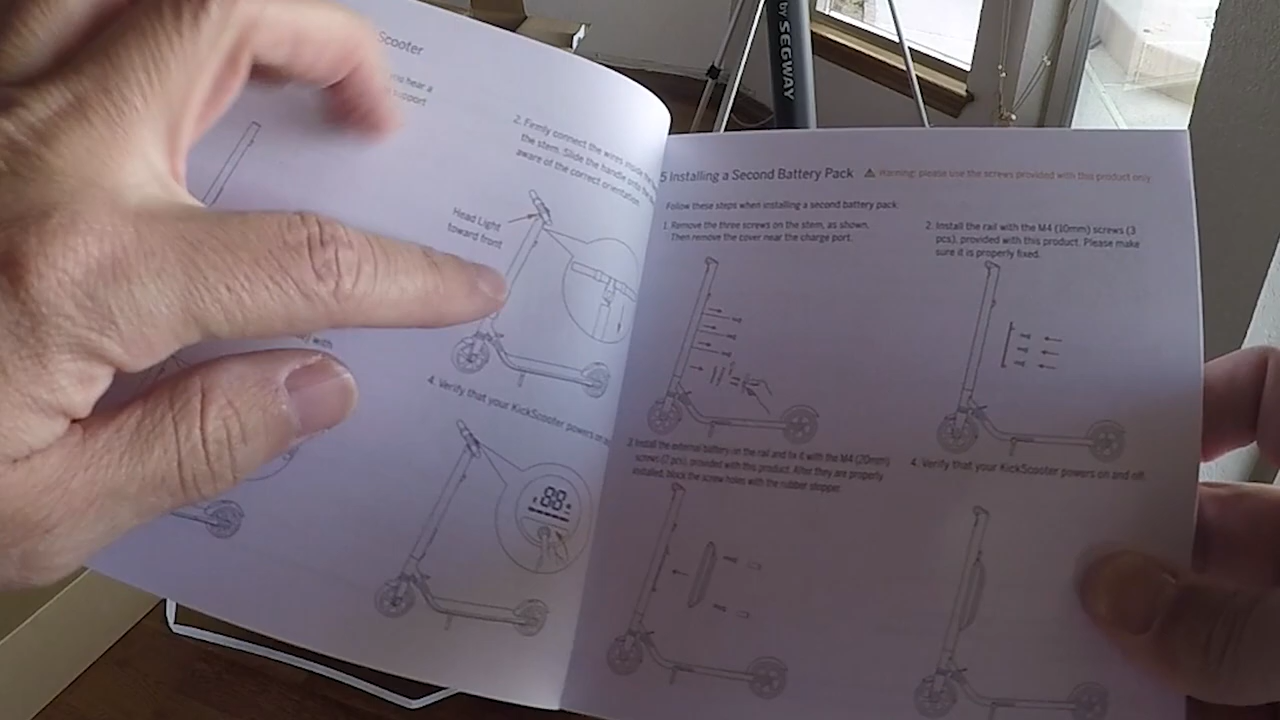 by SEGWAY
Scooter
you hear a
support
2. Firmly connect the wires inside the
the stem. Slide the handle onto the
aware of the correct orientation.
Head Light
toward front
with
4. Verify that your KickScooter powers on
88
5 Installing a Second Battery Pack
Warning: please use the screws provided with this product only.
Follow these steps when installing a second battery pack:
1. Remove the three screws on the stem, as shown.
Then remove the cover near the charge port.
2. Install the rail with the M4 (10mm) screws (3
pcs), provided with this product. Please make
sure it is properly fixed.
3. Install the external battery on the rail and fix it with the M4 (20mm)
screws (2 pcs), provided with this product. After they are properly
installed, block the screw holes with the rubber stopper.
4. Verify that your KickScooter powers on and off.